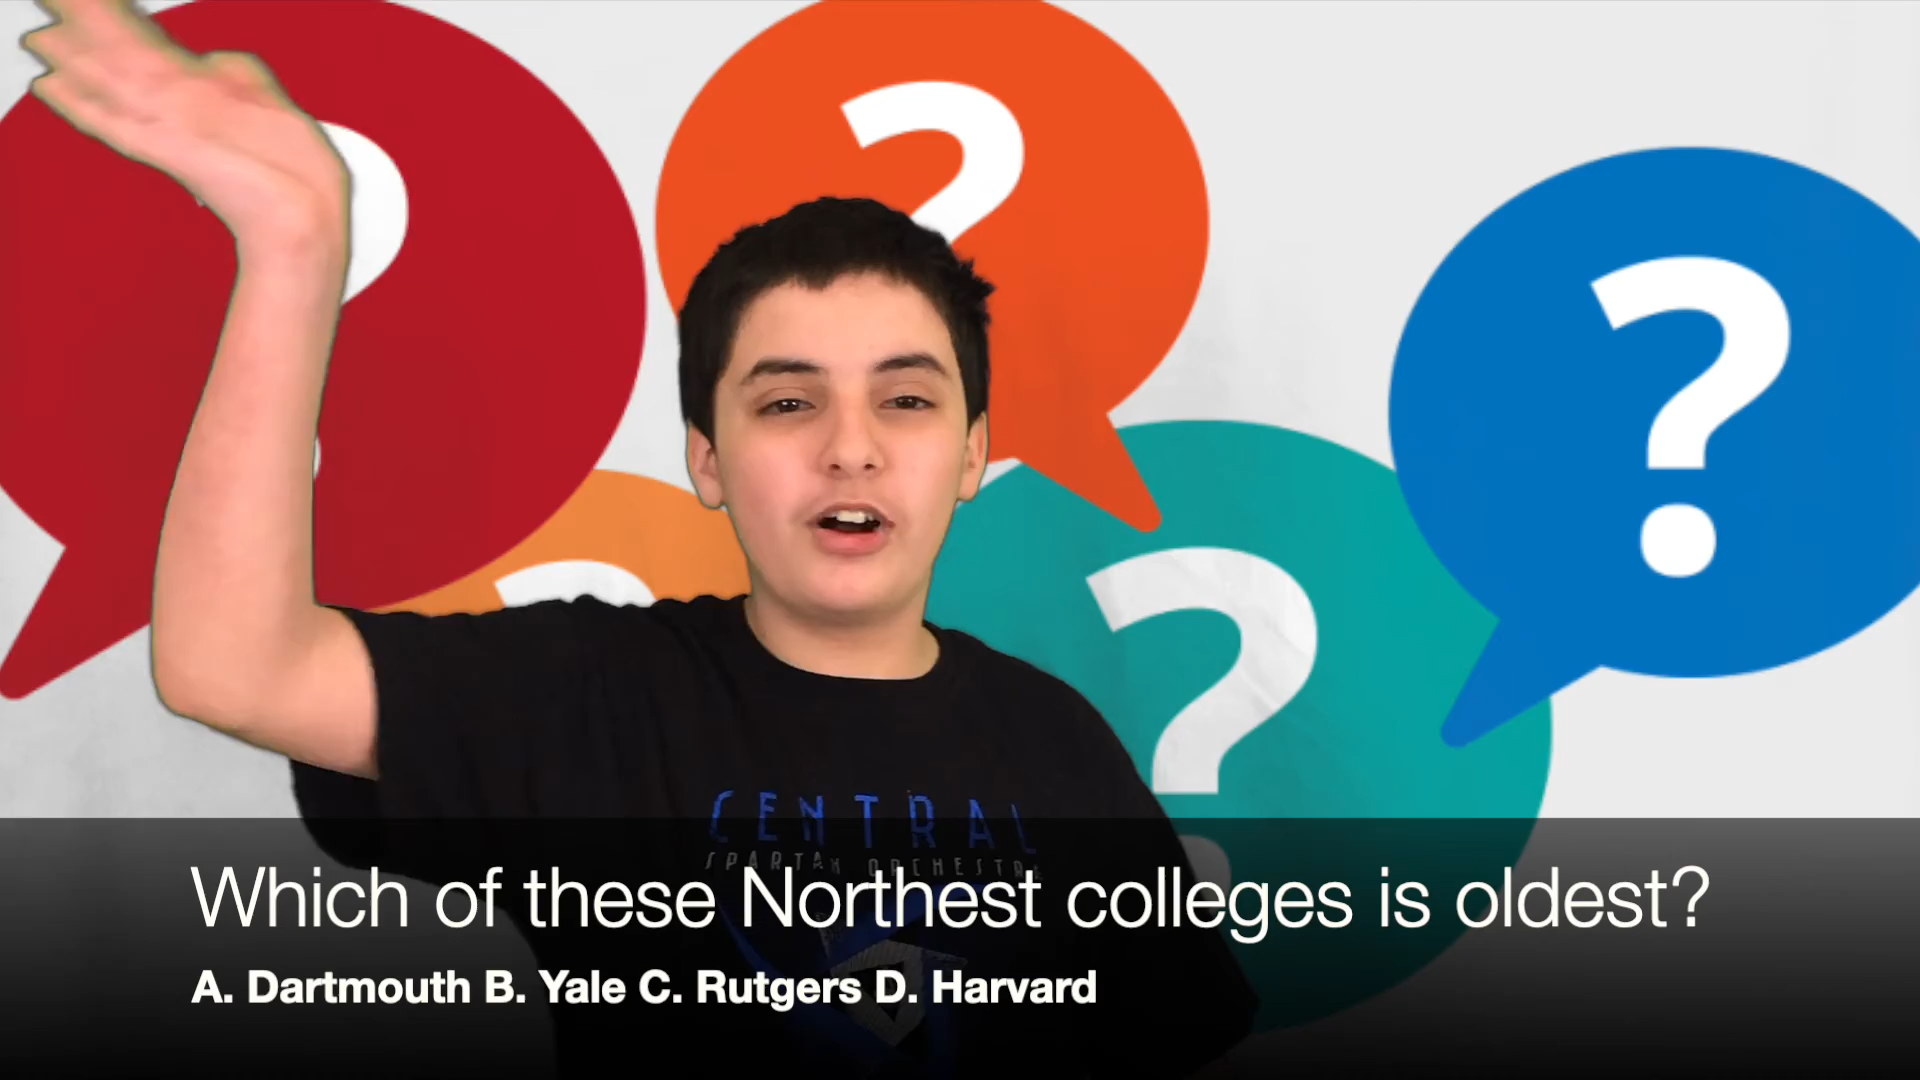 ?
?
?
?
?
CENTRAL
SPARTAN ORCHESTRA
Which of these Northest colleges is oldest?
A. Dartmouth B. Yale C. Rutgers D. Harvard